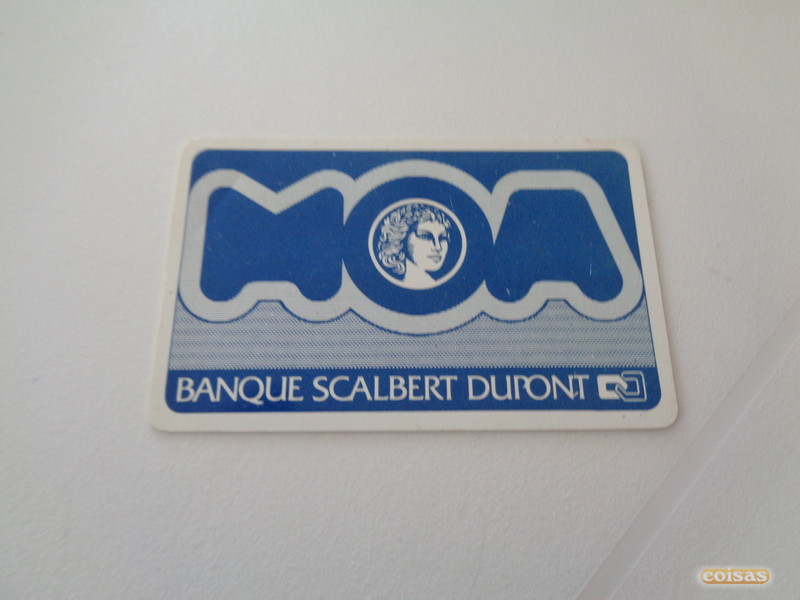 MOA
BANQUE SCALBERT DUPONT
coisas